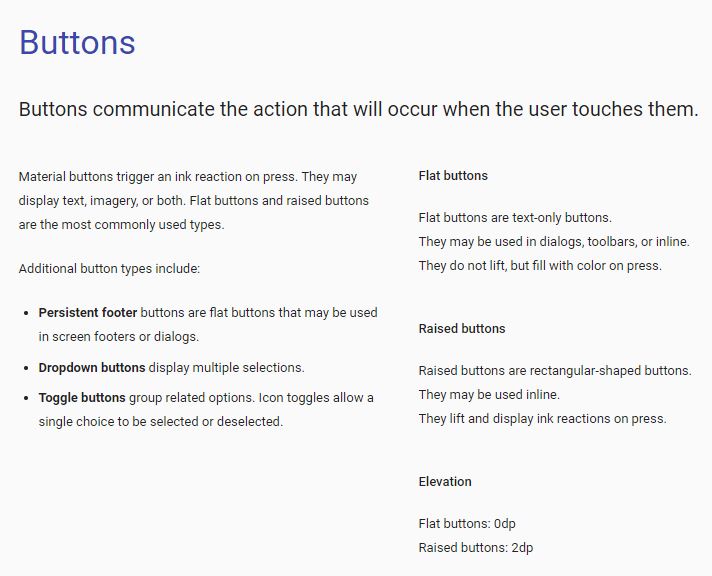 Buttons
Buttons communicate the action that will occur when the user touches them.
Material buttons trigger an ink reaction on press. They may
display text, imagery, or both. Flat buttons and raised buttons
are the most commonly used types.
Additional button types include:
• Persistent footer buttons are flat buttons that may be used
in screen footers or dialogs.
• Dropdown buttons display multiple selections.
• Toggle buttons group related options. Icon toggles allow a
single choice to be selected or deselected.
Flat buttons
Flat buttons are text-only buttons.
They may be used in dialogs, toolbars, or inline.
They do not lift, but fill with color on press.
Raised buttons
Raised buttons are rectangular-shaped buttons.
They may be used inline.
They lift and display ink reactions on press.
Elevation
Flat buttons: 0dp
Raised buttons: 2dp